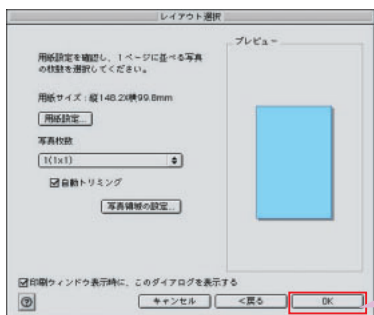 レイアウト選択
用紙設定を確認し、1ページに並べる写真
の枚数を選択してください。
用紙サイズ：縦148.2X横99.8mm
用紙設定...
写真枚数
1(1x1)
自動トリミング
写真領域の設定...
プレビュー
印刷ウィンドウ表示時に、このダイアログを表示する
?
キャンセル
<戻る
OK